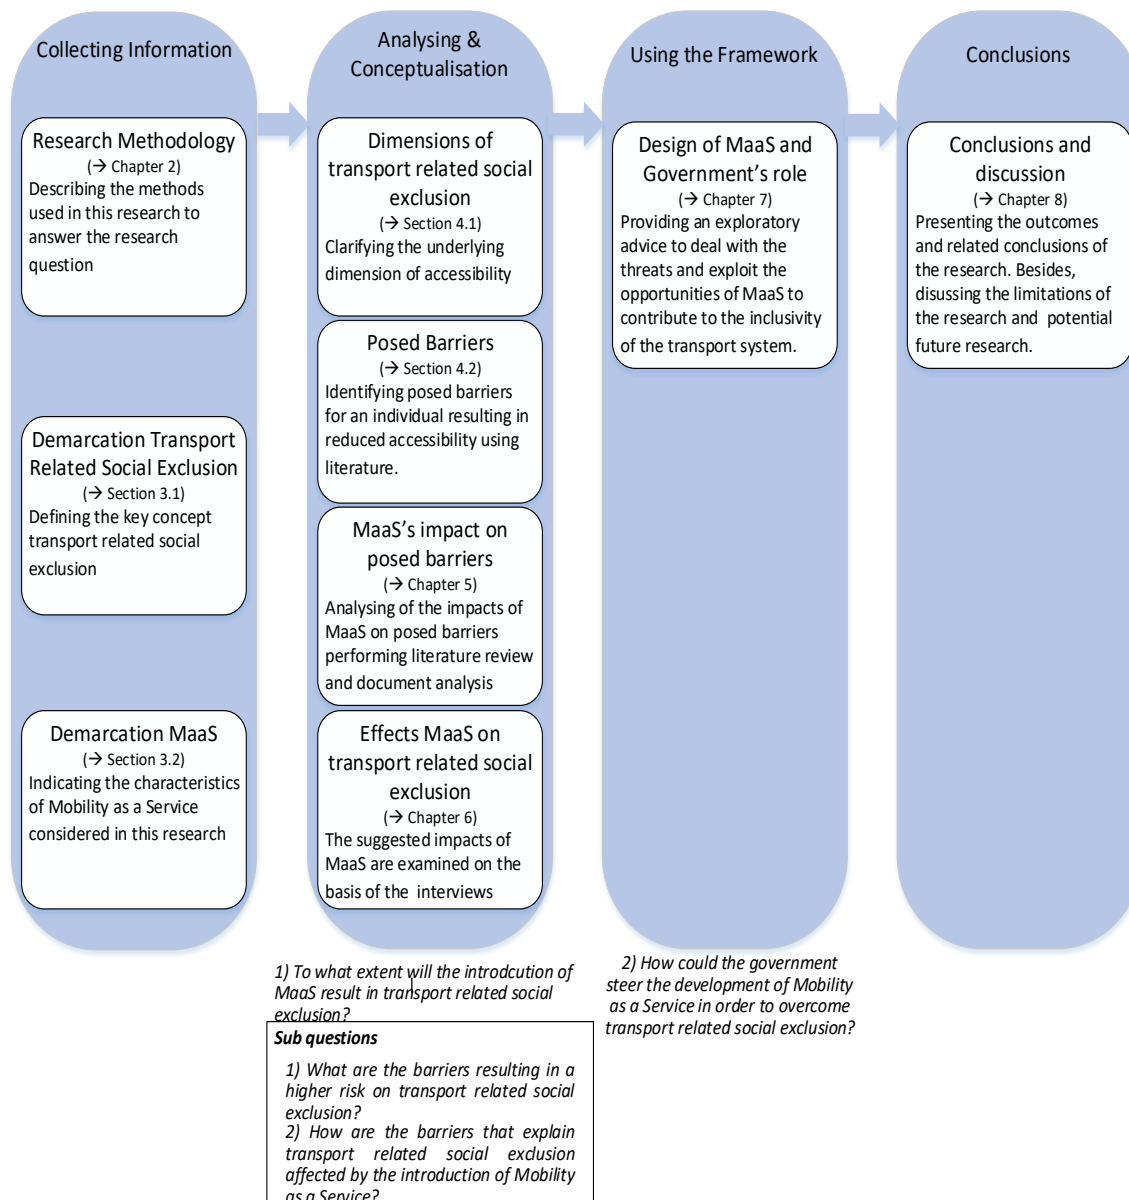 Collecting Information
Research Methodology
(→ Chapter 2)
Describing the methods
used in this research to
answer the research
question
Demarcation Transport
Related Social Exclusion
(→ Section 3.1)
Defining the key concept
transport related social
exclusion
Demarcation MaaS
(→ Section 3.2)
Indicating the characteristics
of Mobility as a Service
considered in this research
Analysing &
Conceptualisation
Dimensions of
transport related social
exclusion
(→ Section 4.1)
Clarifying the underlying
dimension of accessibility
Posed Barriers
(→ Section 4.2)
Identifying posed barriers
for an individual resulting in
reduced accessibility using
literature.
MaaS's impact on
posed barriers
(→ Chapter 5)
Analysing of the impacts of
MaaS on posed barriers
performing literature review
and document analysis
Effects MaaS on
transport related social
exclusion
(→ Chapter 6)
The suggested impacts of
MaaS are examined on the
basis of the interviews
Using the Framework
Design of MaaS and
Government's role
(→ Chapter 7)
Providing an exploratory
advice to deal with the
threats and exploit the
opportunities of MaaS to
contribute to the inclusivity
of the transport system.
Conclusions
Conclusions and
discussion
(→ Chapter 8)
Presenting the outcomes
and related conclusions of
the research. Besides,
disussing the limitations of
the research and potential
future research.
1) To what extent will the introdcution of
MaaS result in transport related social
exclusion?
Sub questions
1) What are the barriers resulting in a
higher risk on transport related social
exclusion?
2) How are the barriers that explain
transport related social exclusion
affected by the introduction of Mobility
as a Service?
2) How could the government
steer the development of Mobility
as a Service in order to overcome
transport related social exclusion?